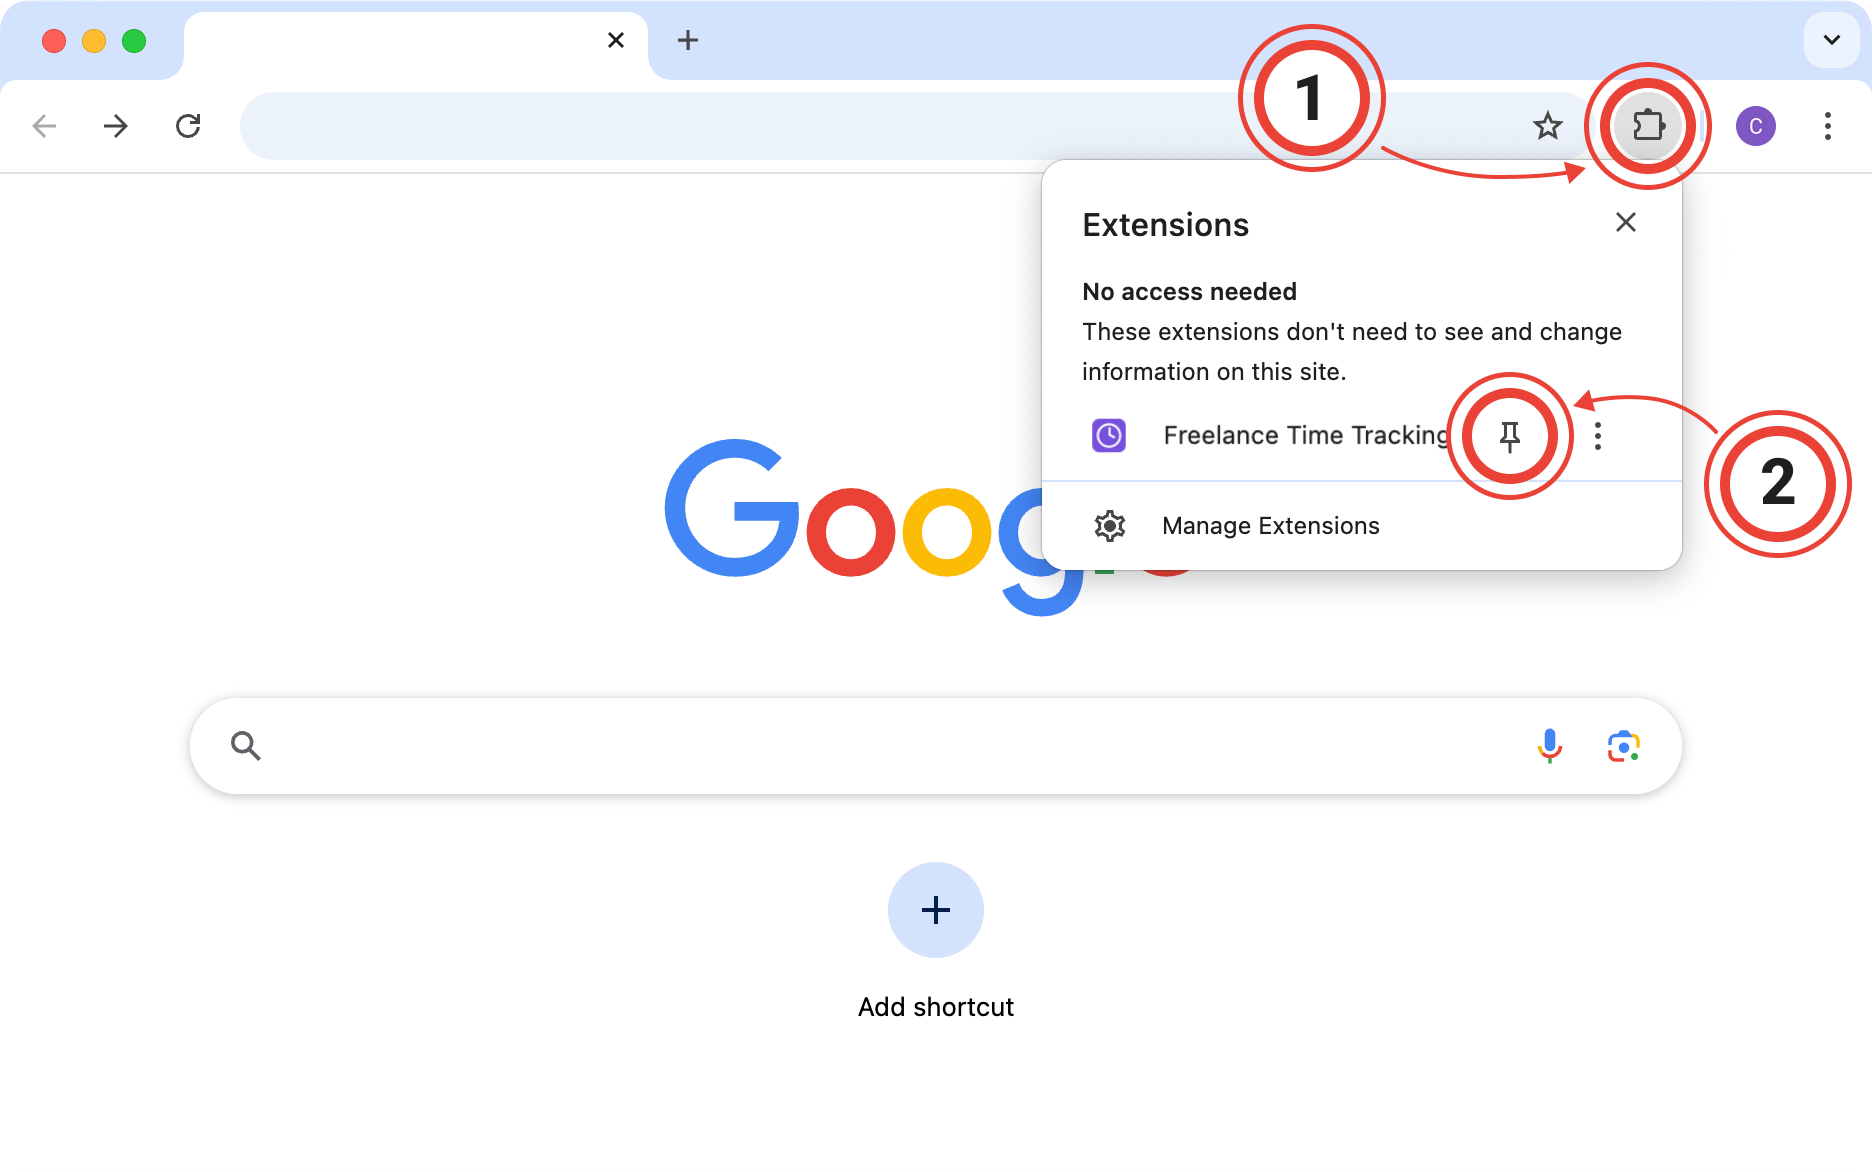 1
C
Extensions
No access needed
These extensions don't need to see and change
information on this site.
Freelance Time Tracking
2
Manage Extensions
Goog
Add shortcut